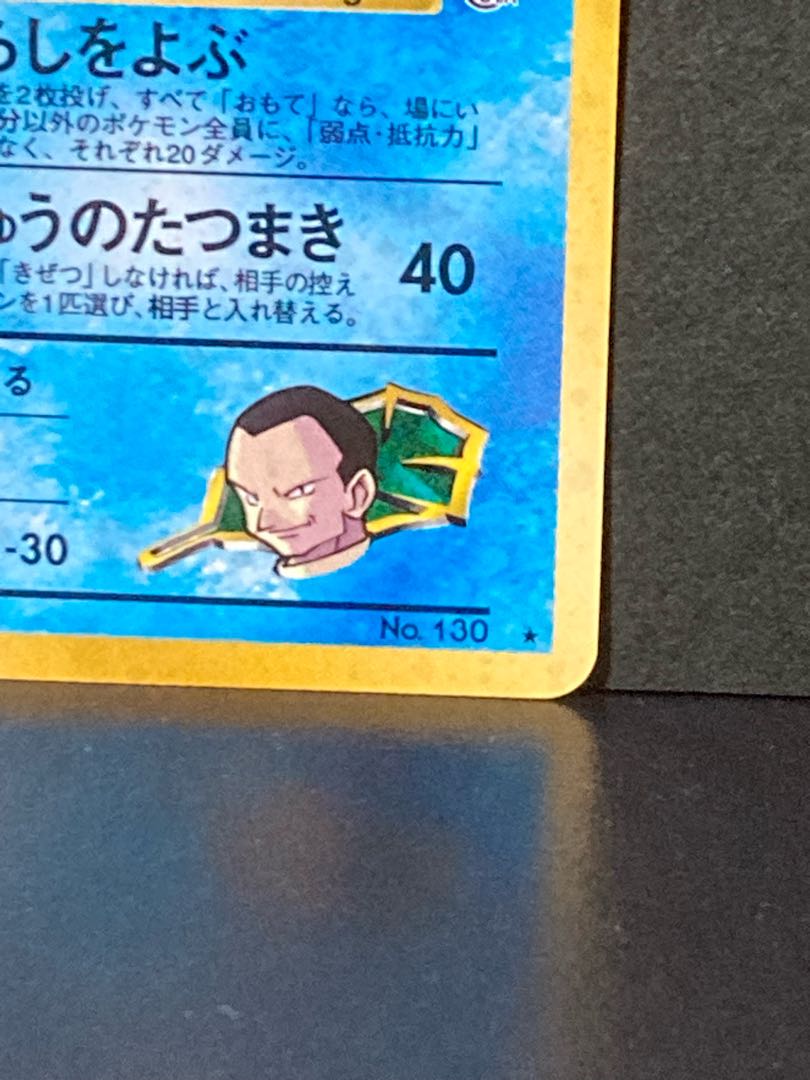 らしをよぶ
を2枚投げ、すべて「おもて」なら、場にい
分以外のポケモン全員に、「弱点・抵抗力」
なく、それぞれ20ダメージ。
ゅうのたつまき
40
「きぜつ」しなければ、相手の控え
ンを1匹選び、相手と入れ替える。
る
-30
No. 130 ★